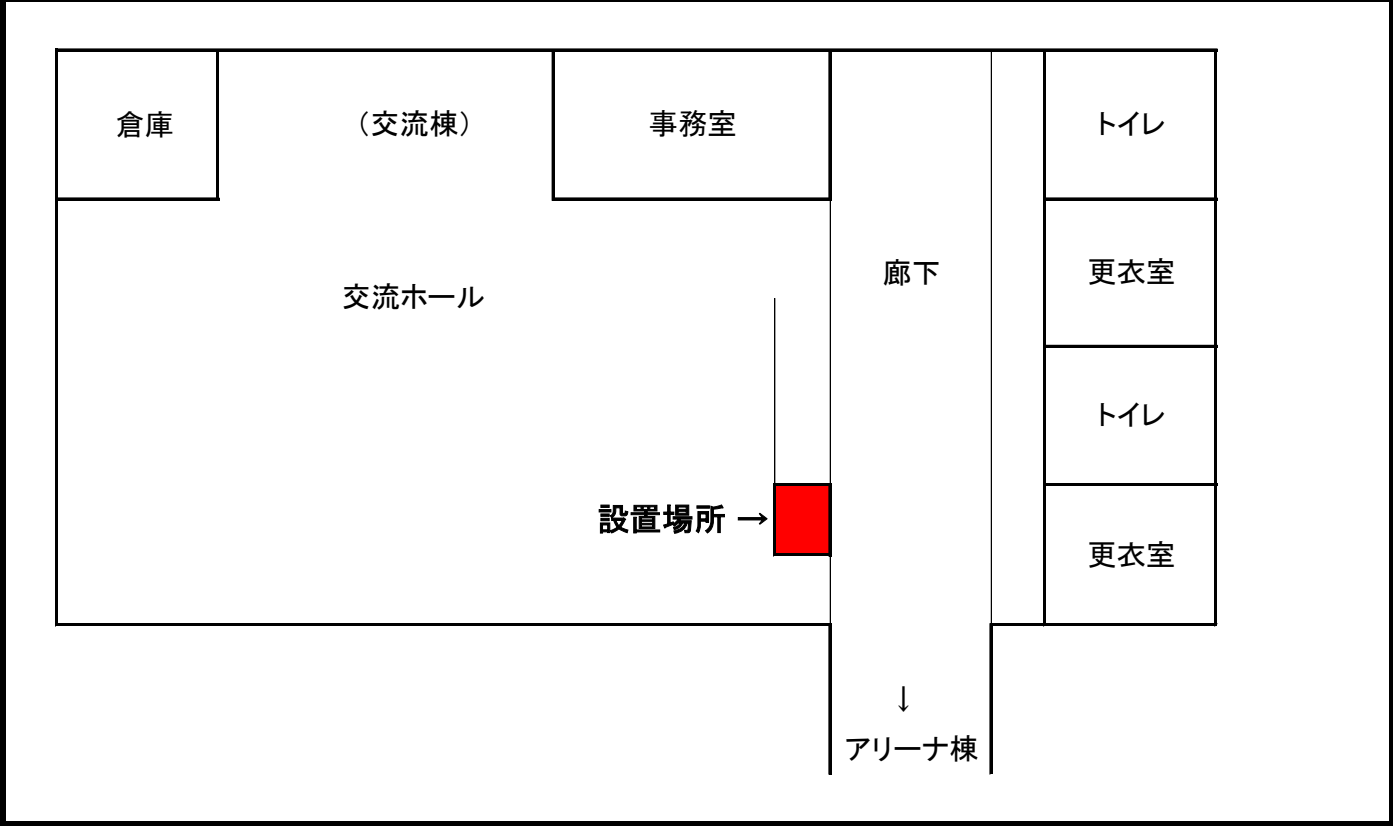 倉庫
（交流棟）
事務室
トイレ
廊下
更衣室
交流ホール
トイレ
設置場所 →
更衣室
↓
アリーナ棟